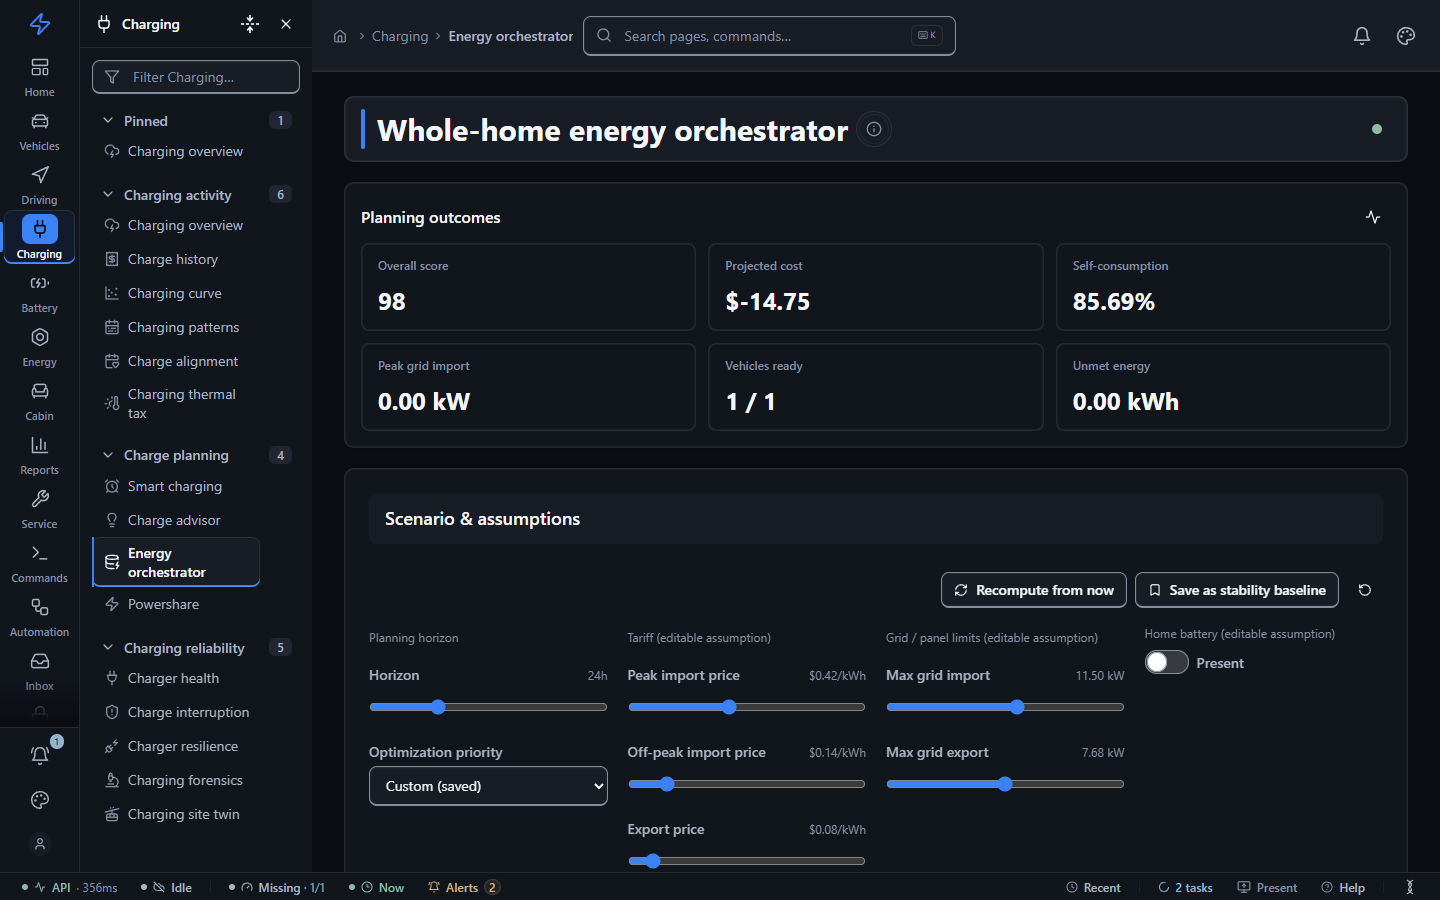 Home
Vehicles
Driving
Charging
Battery
Energy
Cabin
Reports
Service
Commands
Automation
Inbox
1
Charging
Filter Charging...
Pinned 1
Charging overview
Charging activity 6
Charging overview
Charge history
Charging curve
Charging patterns
Charge alignment
Charging thermal
tax
Charge planning 4
Smart charging
Charge advisor
Energy
orchestrator
Powershare
Charging reliability 5
Charger health
Charge interruption
Charger resilience
Charging forensics
Charging site twin
Charging › Energy orchestrator
Search pages, commands... K
Whole-home energy orchestrator
Planning outcomes
Overall score
98
Projected cost
$-14.75
Self-consumption
85.69%
Peak grid import
0.00 kW
Vehicles ready
1 / 1
Unmet energy
0.00 kWh
Scenario & assumptions
Recompute from now
Save as stability baseline
Planning horizon
Horizon 24h
Optimization priority
Custom (saved)
Tariff (editable assumption)
Peak import price $0.42/kWh
Off-peak import price $0.14/kWh
Export price $0.08/kWh
Grid / panel limits (editable assumption)
Max grid import 11.50 kW
Max grid export 7.68 kW
Home battery (editable assumption)
Present
API · 356ms
Idle
Missing · 1/1
Now
Alerts 2
Recent
2 tasks
Present
Help